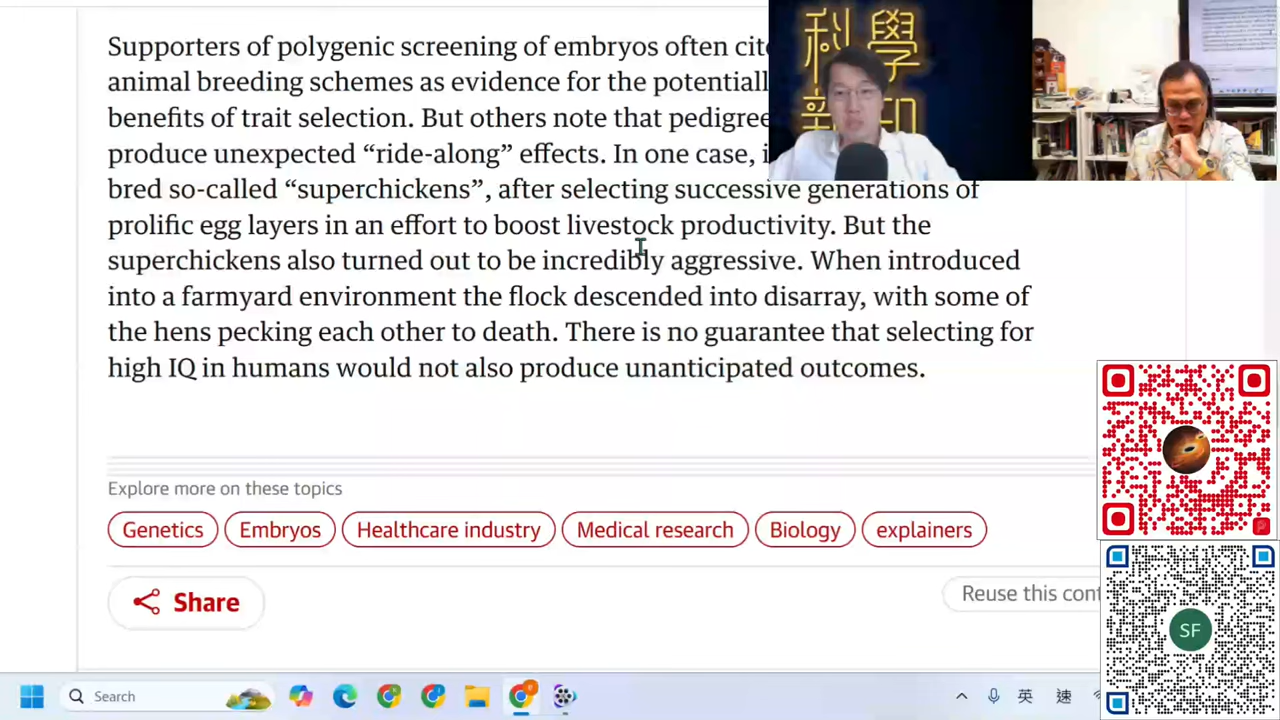 Supporters of polygenic screening of embryos often cite
animal breeding schemes as evidence for the potentiall
benefits of trait selection. But others note that pedigree
produce unexpected “ride-along” effects. In one case, i
bred so-called “superchickens”, after selecting successive generations of
prolific egg layers in an effort to boost livestock productivity. But the
superchickens also turned out to be incredibly aggressive. When introduced
into a farmyard environment the flock descended into disarray, with some of
the hens pecking each other to death. There is no guarantee that selecting for
high IQ in humans would not also produce unanticipated outcomes.
科學
Explore more on these topics
Genetics Embryos Healthcare industry Medical research Biology explainers
Share
Reuse this cont
SF
Search
英 速